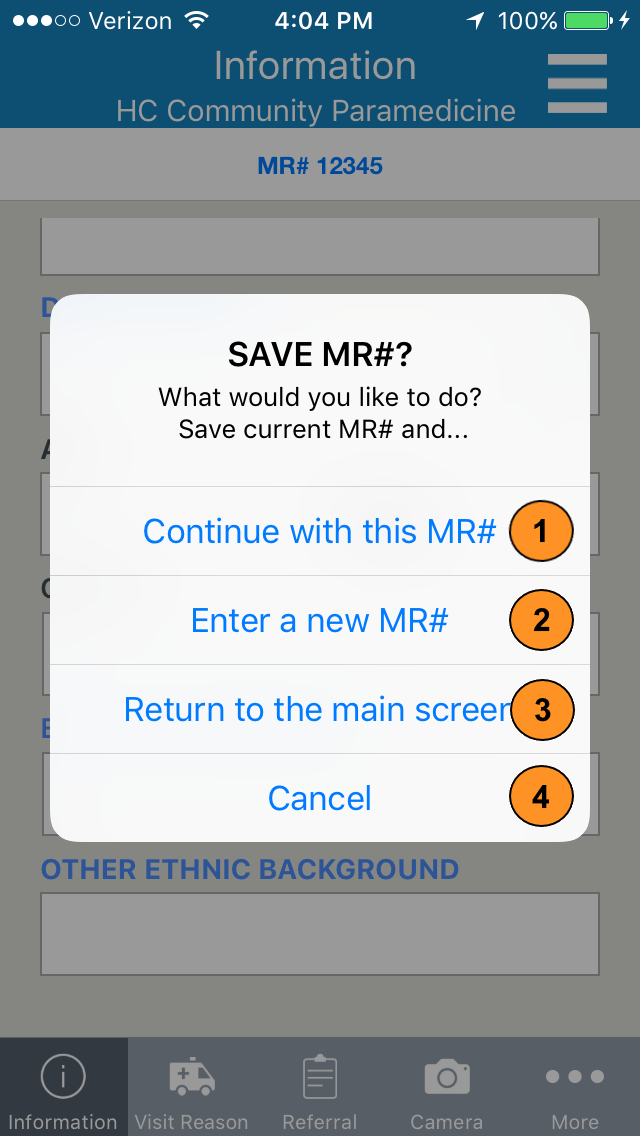 Verizon 4:04 PM 100%
Information
HC Community Paramedicine
MR# 12345
SAVE MR#?
What would you like to do?
Save current MR# and...
Continue with this MR# 1
Enter a new MR# 2
Return to the main screen 3
Cancel 4
OTHER ETHNIC BACKGROUND
Information Visit Reason Referral Camera More